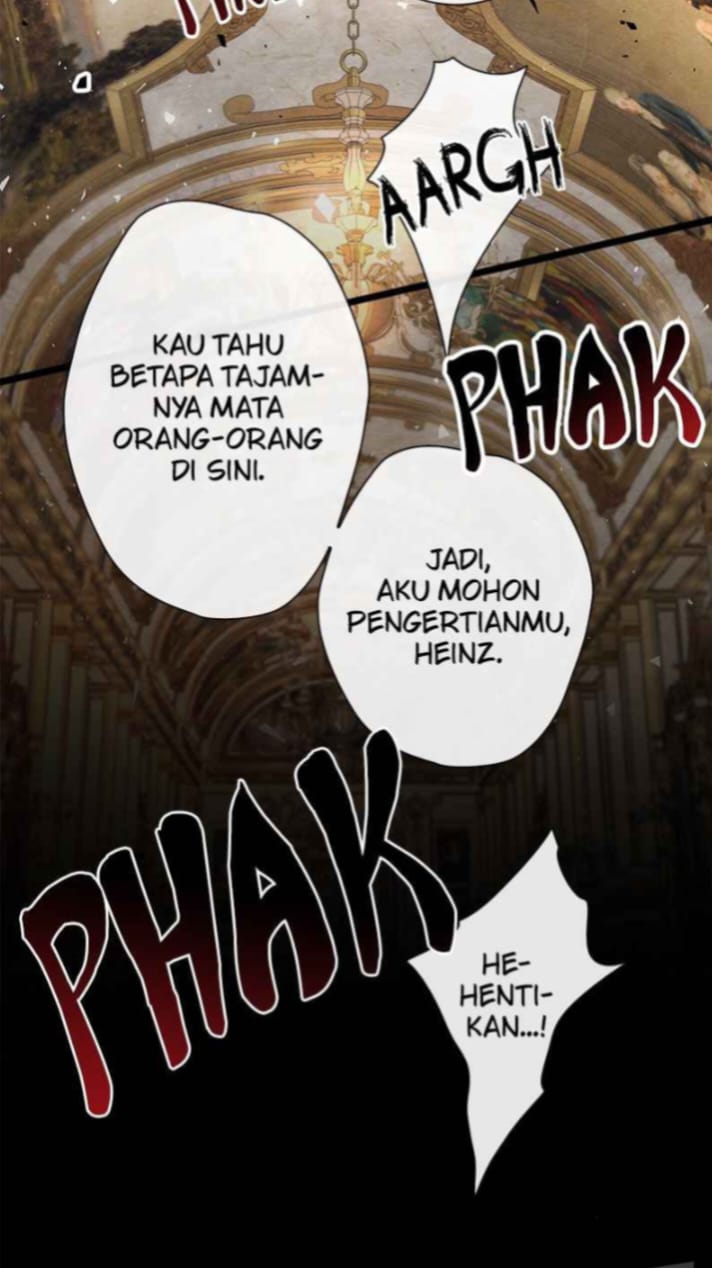 AARGH
KAU TAHU
BETAPA TAJAM-
NYA MATA
ORANG-ORANG
DI SINI.
PHAK
JADI,
AKU MOHON
PENGERTIANMU,
HEINZ.
PHAK
HE-
HENTI-
KAN...!